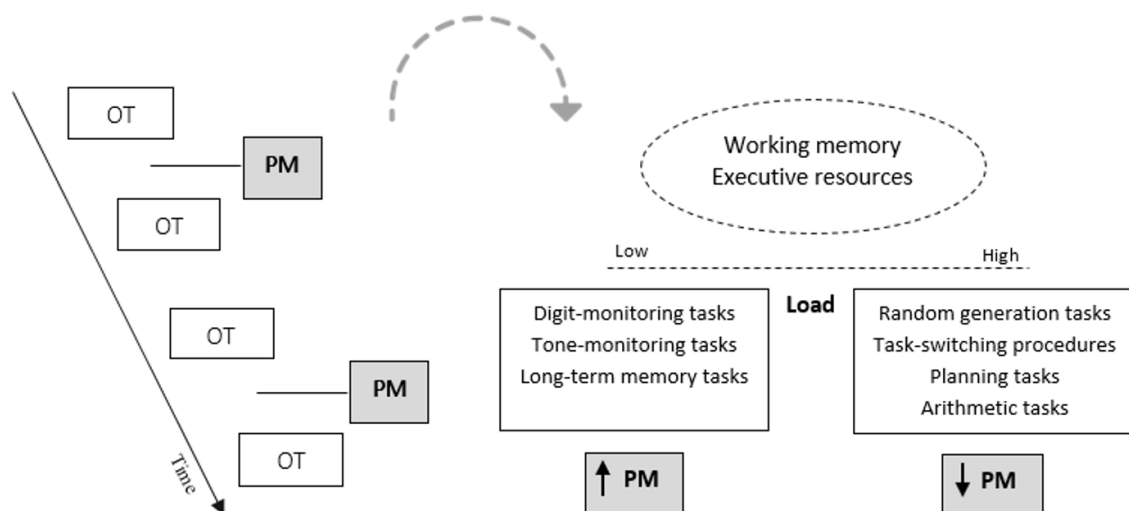 OT
PM
OT
OT
PM
OT
Time
Working memory
Executive resources
Low
High
Load
Digit-monitoring tasks
Tone-monitoring tasks
Long-term memory tasks
Random generation tasks
Task-switching procedures
Planning tasks
Arithmetic tasks
PM
PM